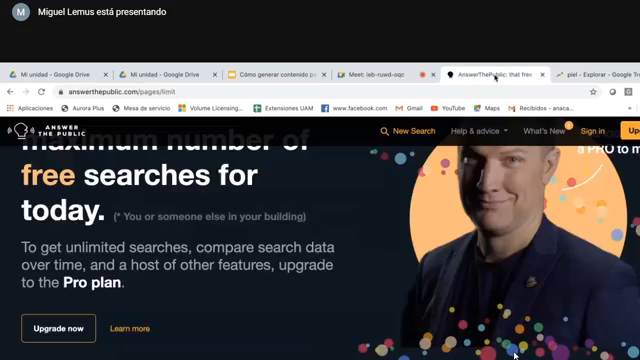 M Miguel Lemus está presentando
Mi unidad - Google Drive
Mi unidad - Google Drive
Cómo generar contenido p
Meet: ieb-ruwd-oqc
AnswerThePublic: that free
piel - Explorar - Google Tr
answerthepublic.com/pages/limit
Aplicaciones
Aurora Plus
Mesa de servicio
Volume Licensing...
Extensiones UAM
www.facebook.com
Gmail
YouTube
Maps
Recibidos - anaca...
ANSWER
THE PUBLIC
New Search
Help & advice
What's New
Sign in
Up
maximum number of
free searches for
today. (* You or someone else in your building)
a PRO to m
To get unlimited searches, compare search data
over time, and a host of other features, upgrade
to the Pro plan.
Upgrade now
Learn more